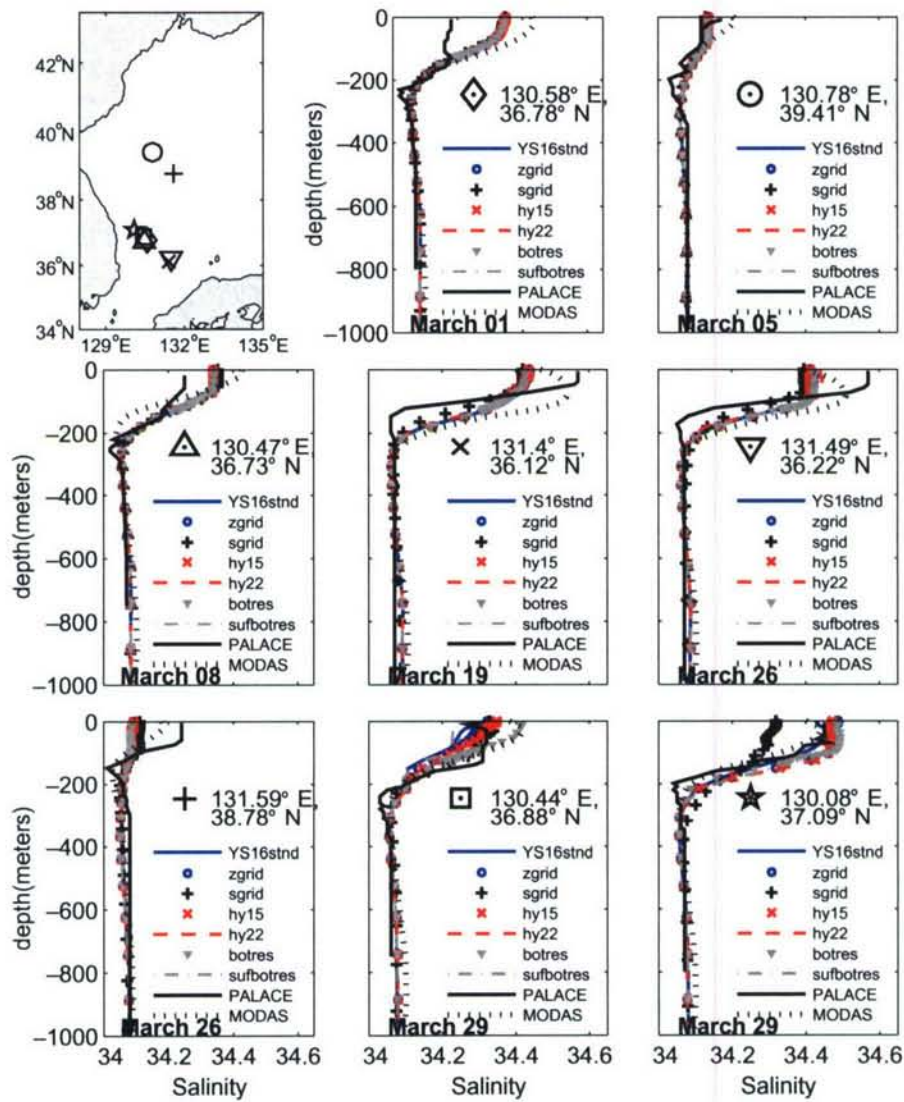 42°N
40°N
38°N
36°N
34°N
129°E 132°E 135°E
0
−200
−400
−600
−800
−1000
depth(meters)
130.58° E,
36.78° N
YS16stnd
zgrid
sgrid
hy15
hy22
botres
sufbotres
PALACE
MODAS
March 01
130.78° E,
39.41° N
YS16stnd
zgrid
sgrid
hy15
hy22
botres
sufbotres
PALACE
MODAS
March 05
0
−200
−400
−600
−800
−1000
depth(meters)
130.47° E,
36.73° N
YS16stnd
zgrid
sgrid
hy15
hy22
botres
sufbotres
PALACE
MODAS
March 08
131.4° E,
36.12° N
YS16stnd
zgrid
sgrid
hy15
hy22
botres
sufbotres
PALACE
MODAS
March 19
131.49° E,
36.22° N
YS16stnd
zgrid
sgrid
hy15
hy22
botres
sufbotres
PALACE
MODAS
March 26
0
−200
−400
−600
−800
−1000
depth(meters)
131.59° E,
38.78° N
YS16stnd
zgrid
sgrid
hy15
hy22
botres
sufbotres
PALACE
MODAS
March 26
34 34.2 34.4 34.6
Salinity
130.44° E,
36.88° N
YS16stnd
zgrid
sgrid
hy15
hy22
botres
sufbotres
PALACE
MODAS
March 29
34 34.2 34.4 34.6
Salinity
130.08° E,
37.09° N
YS16stnd
zgrid
sgrid
hy15
hy22
botres
sufbotres
PALACE
MODAS
March 29
34 34.2 34.4 34.6
Salinity